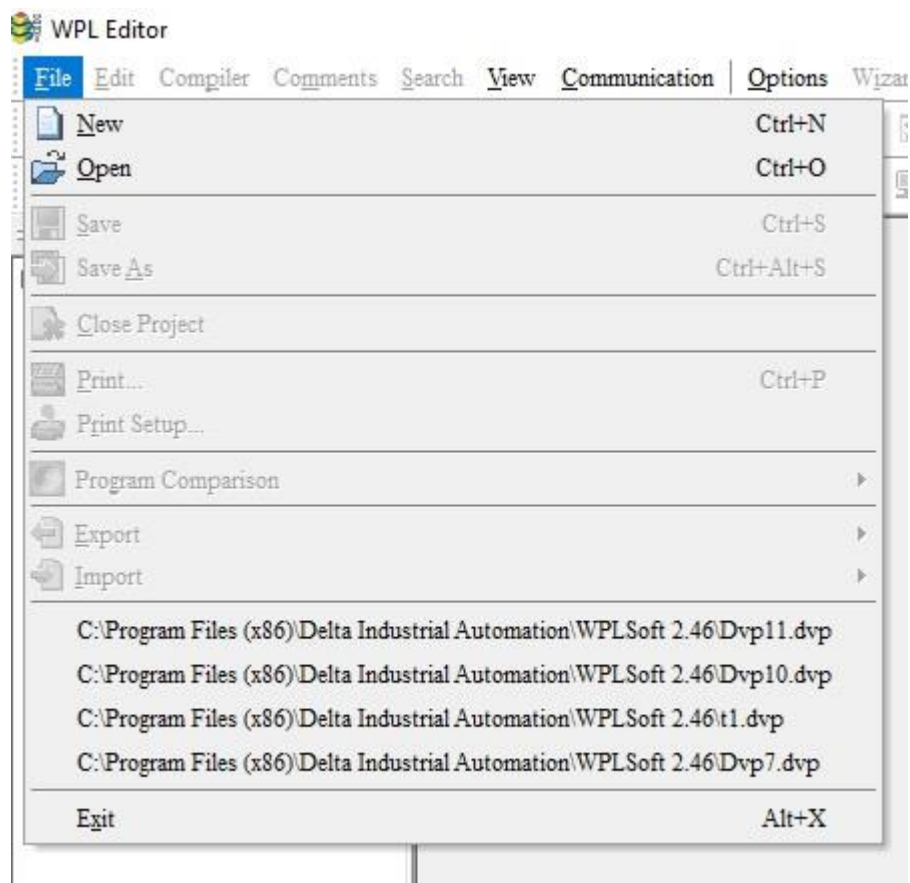 WPL Editor
File Edit Compiler Comments Search View Communication Options
New Ctrl+N
Open Ctrl+O
Save Ctrl+S
Save As Ctrl+Alt+S
Close Project
Print... Ctrl+P
Print Setup...
Program Comparison
Export
Import
C:\Program Files (x86)\Delta Industrial Automation\WPLSoft 2.46\Dvp11.dvp
C:\Program Files (x86)\Delta Industrial Automation\WPLSoft 2.46\Dvp10.dvp
C:\Program Files (x86)\Delta Industrial Automation\WPLSoft 2.46\t1.dvp
C:\Program Files (x86)\Delta Industrial Automation\WPLSoft 2.46\Dvp7.dvp
Exit Alt+X